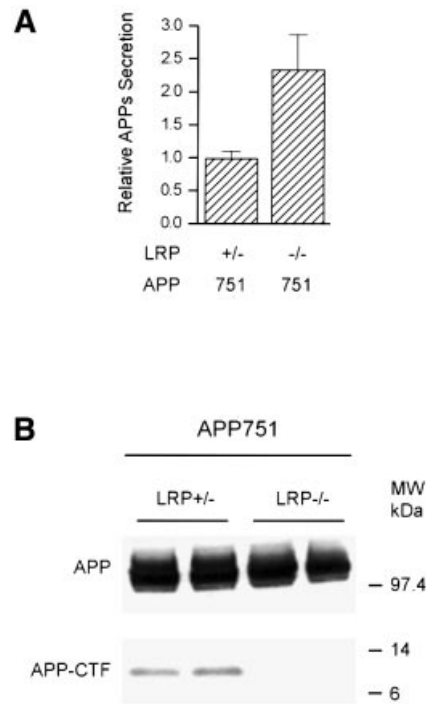 A
Relative APPs Secretion
3.0
2.5
2.0
1.5
1.0
0.5
0.0
LRP +/- -/-
APP 751 751
B
APP751
LRP+/- LRP-/-
MW
kDa
APP
97.4
APP-CTF
14
6